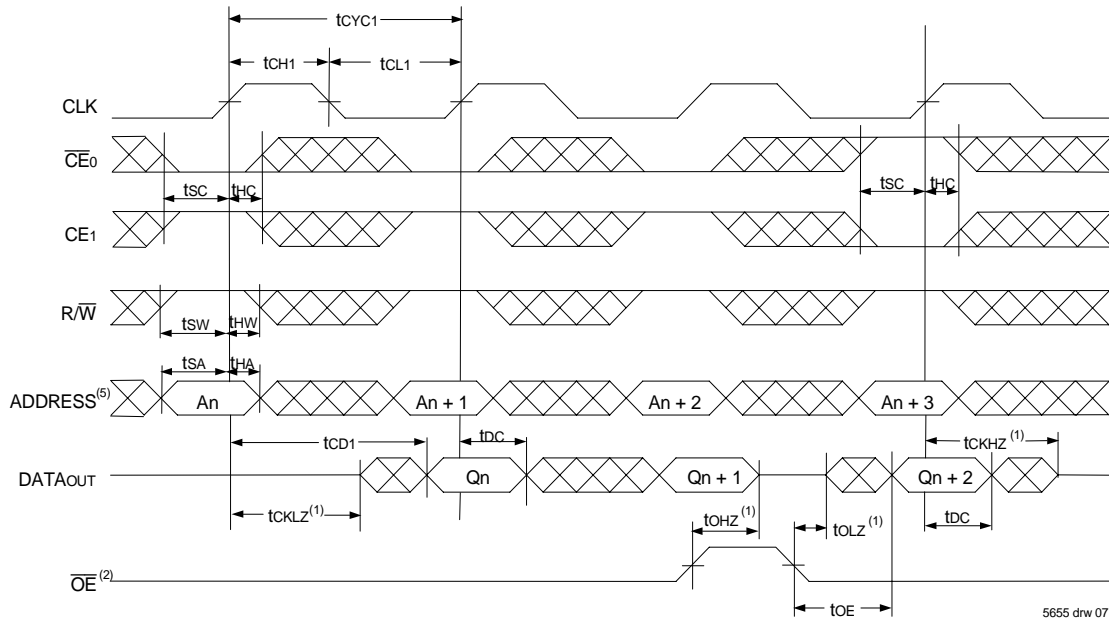 tCYC1
tCH1 tCL1
CLK
CE0
tSC tHC tSC tHC
CE1
R/W
tSW tHW
tSA tHA
ADDRESS(5) An An + 1 An + 2 An + 3
tCD1 tDC tCKHZ(1)
DATAOUT Qn Qn + 1 Qn + 2
tCKLZ(1) tOHZ(1) tOLZ(1) tDC
OE(2)
tOE
5655 drw 07